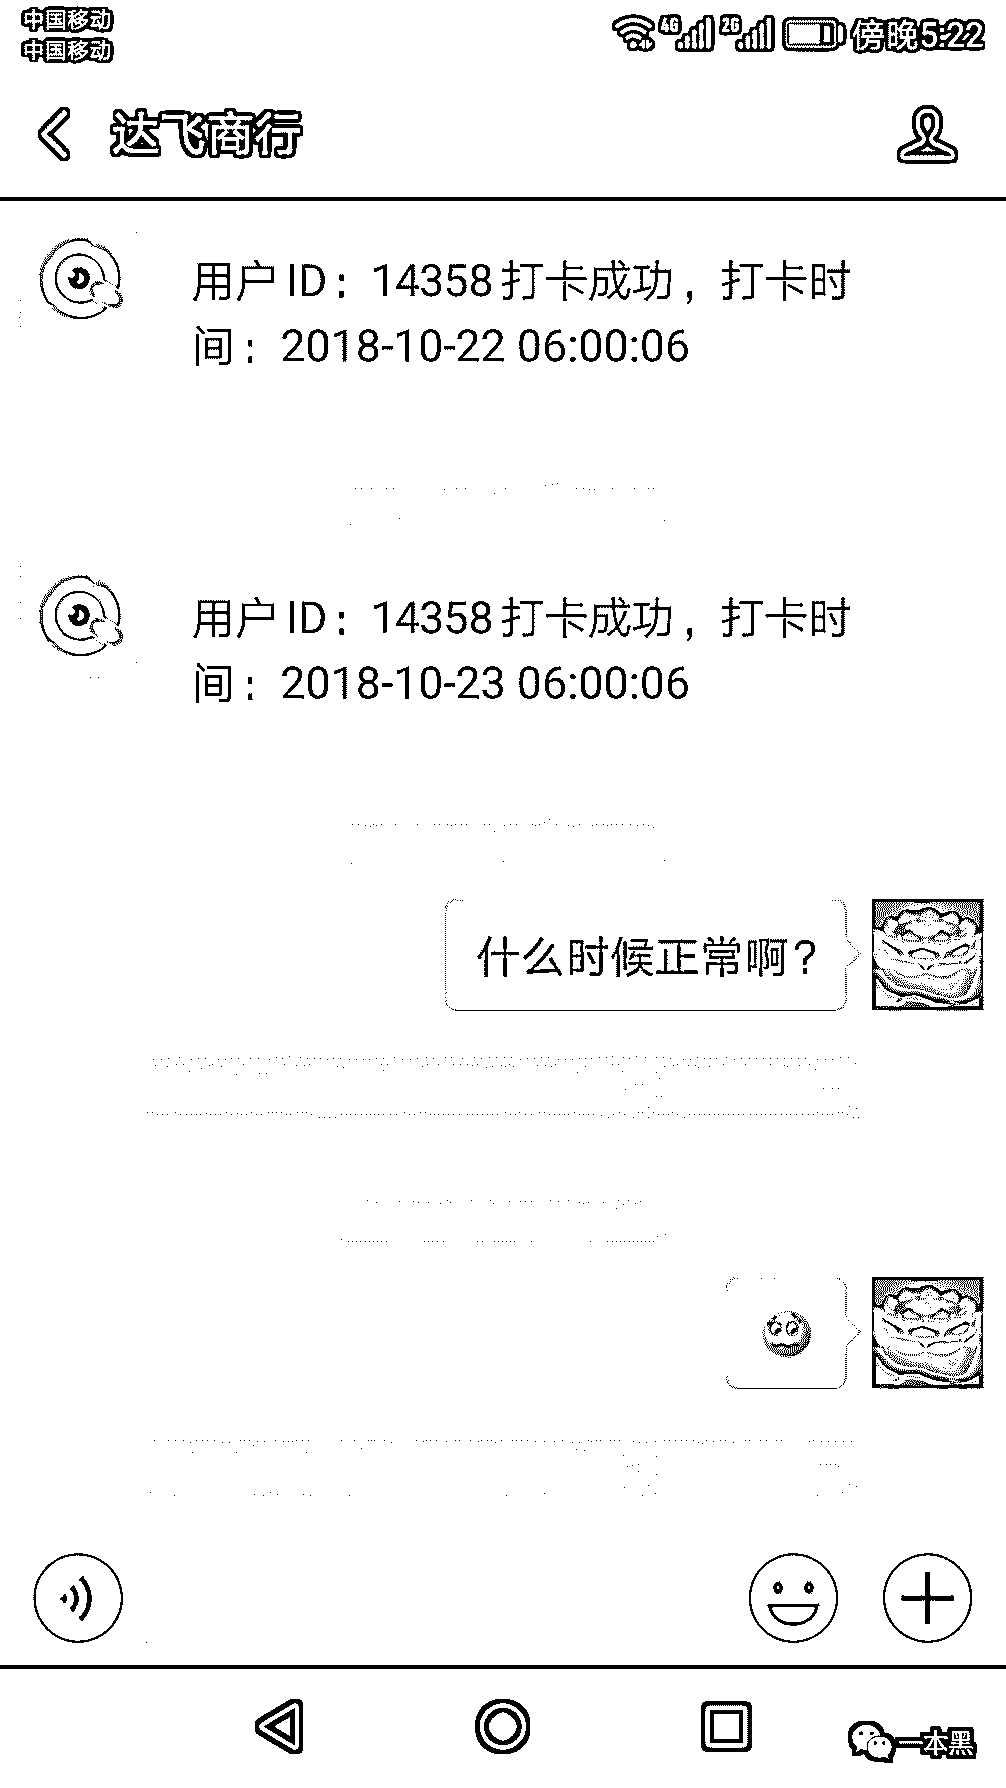 中国移动
中国移动
4G 2G 傍晚5:22
达飞商行
用户ID：14358打卡成功，打卡时
间：2018-10-22 06:00:06
用户ID：14358打卡成功，打卡时
间：2018-10-23 06:00:06
什么时候正常啊？
一本黑